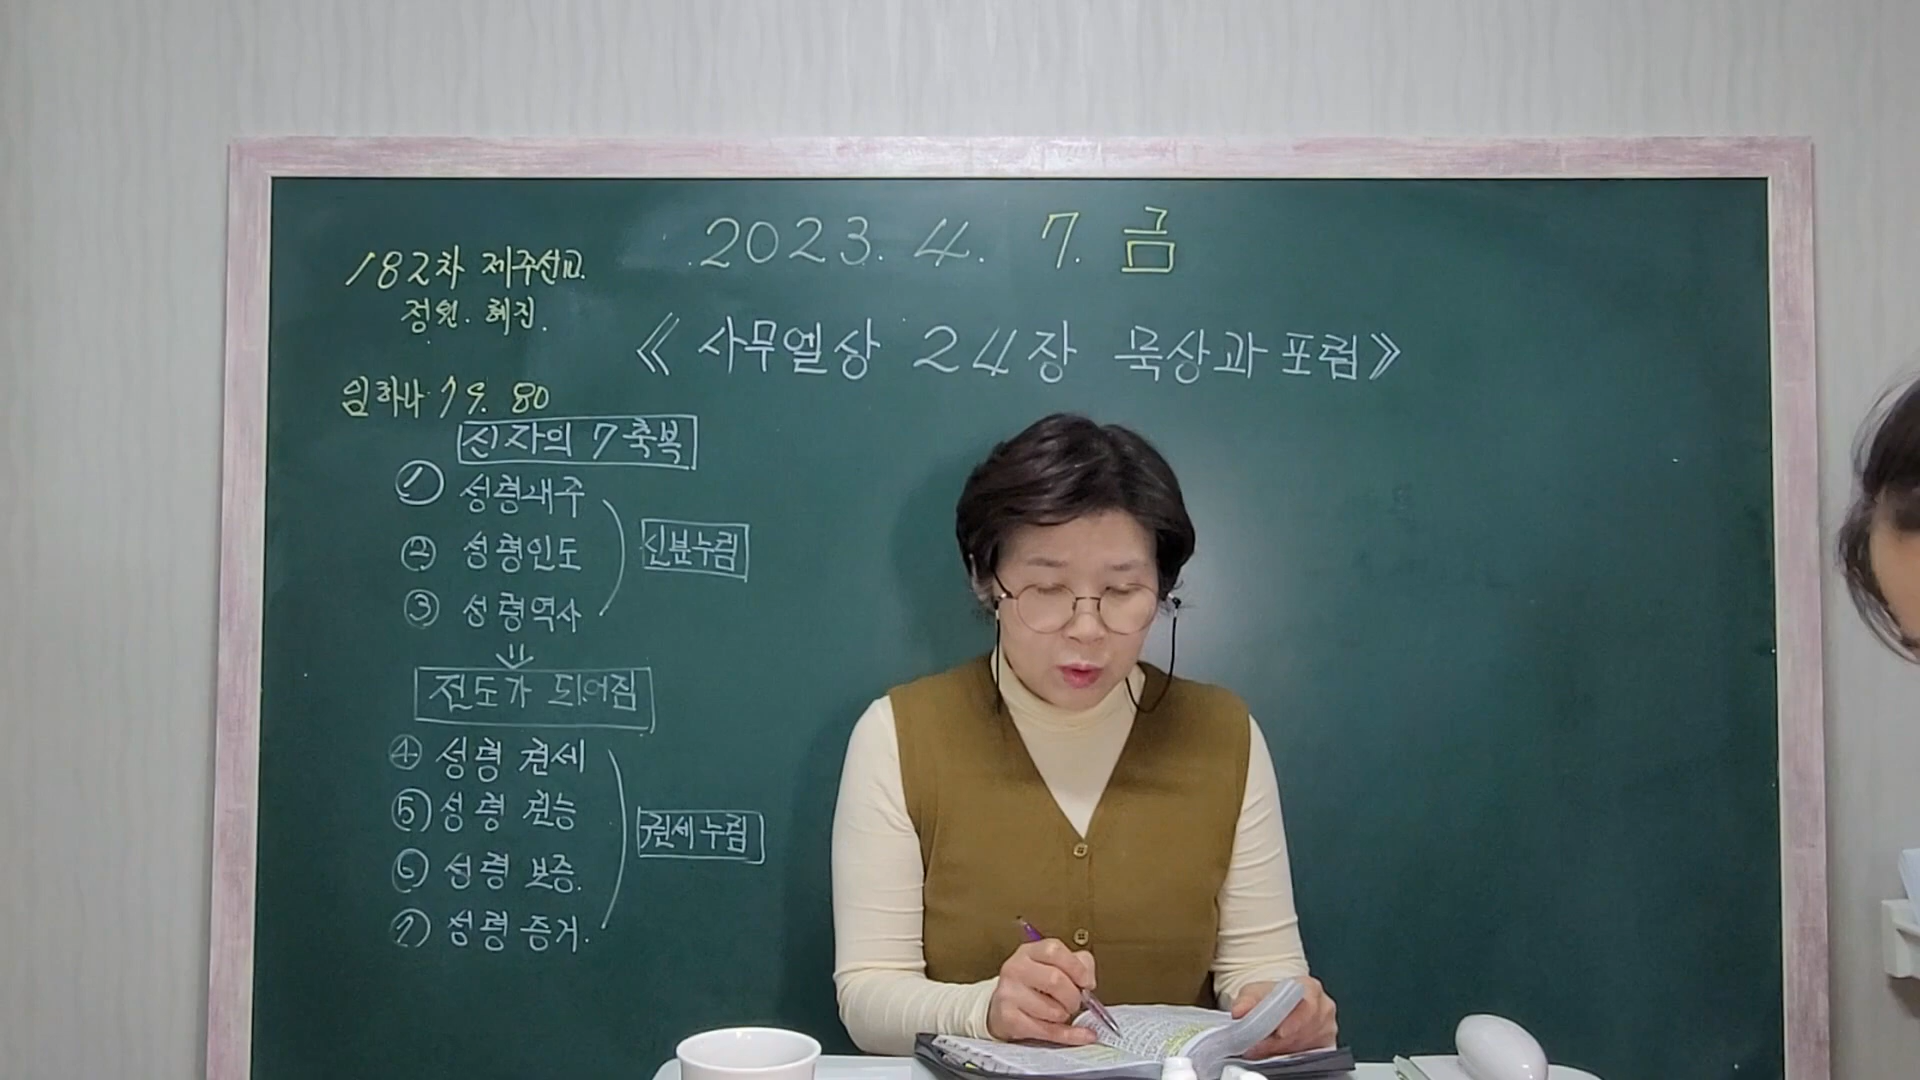 2023. 4. 7. 금
《 사무엘상 24장 묵상과 포럼》
182차 제주선교
정원. 혜진.
임하나 79. 80
신자의 7축복
① 성령내주
② 성령인도
③ 성령역사
신분누림
전도가 되어짐
④ 성령 권세
⑤ 성령 권능
⑥ 성령 보증.
⑦ 성령 증거.
권세누림